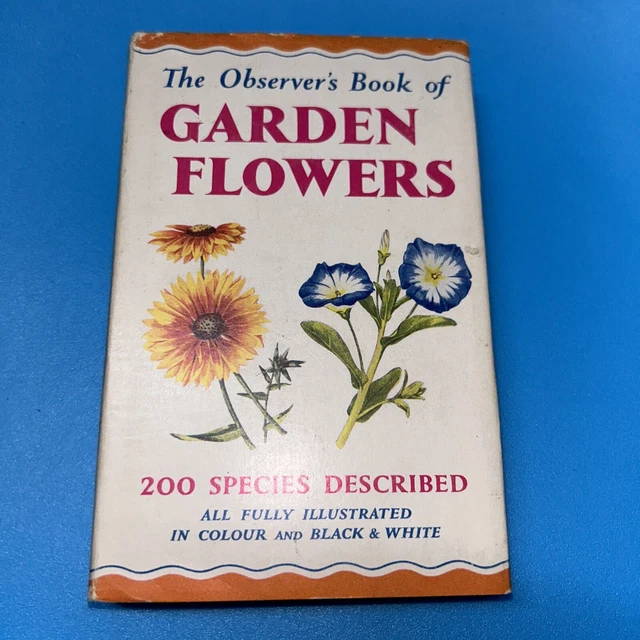 The Observer's Book of
GARDEN
FLOWERS
200 SPECIES DESCRIBED
ALL FULLY ILLUSTRATED
IN COLOUR AND BLACK & WHITE